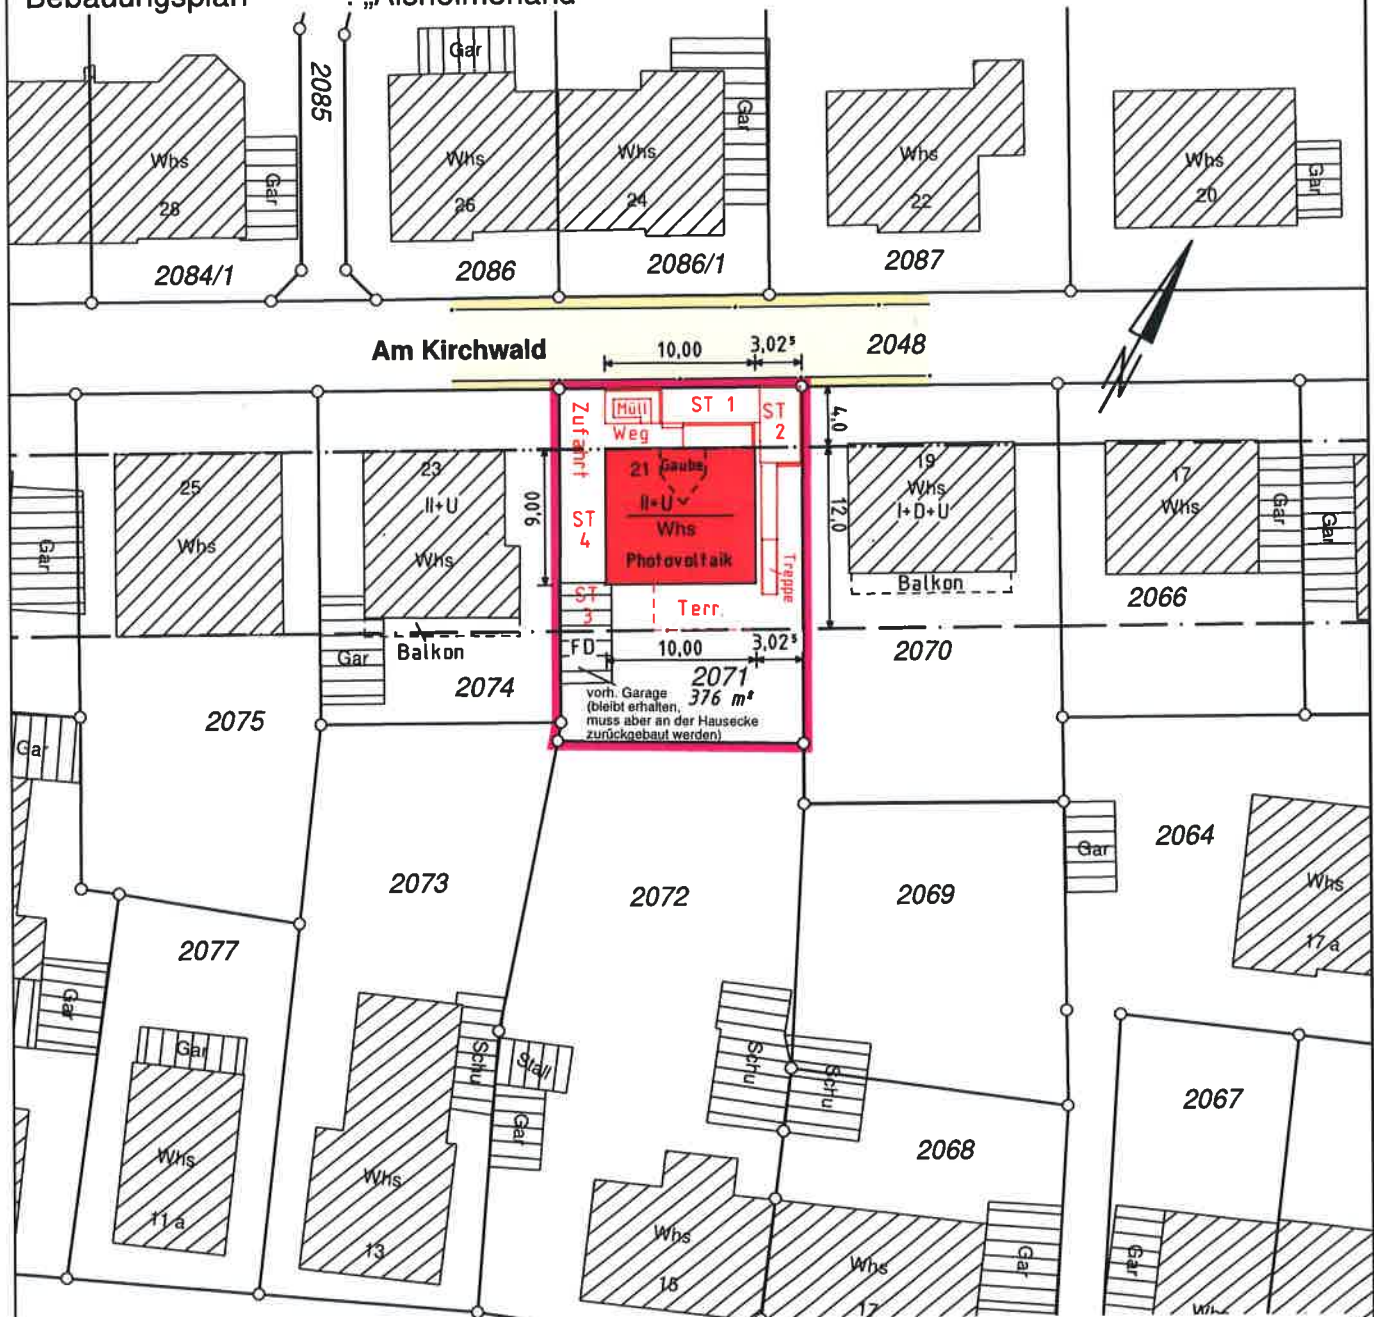 Bebauungsplan : „Alsheimerland
Gar
2085
Gar
Whs
28
Gar
Whs
26
Whs
24
Whs
22
Whs
20
Gar
2084/1
2086
2086/1
2087
Am Kirchwald
10,00
3,02⁵
2048
N
Zufahrt
Müll
Weg
ST 1
ST
2
4,0
25
Whs
Gar
23
II+U
Whs
9,00
ST
4
21
Gaube
II+U
Whs
Photovoltaik
12,0
Treppe
19
Whs
I+D+U
Balkon
17
Whs
Gar
Gar
2066
ST
3
Terr.
FD
10,00
3,02⁵
Gar
Balkon
2074
2070
2075
2071
376 m²
vorh. Garage
(bleibt erhalten,
muss aber an der Hausecke
zurückgebaut werden)
Gar
2073
2072
2069
Gar
2064
Whs
17 a
2077
Gar
Gar
Whs
11 a
Whs
13
Schu
Stall
Gar
Schu
Schu
2068
2067
Whs
15
Whs
17
Gar
Gar
Whs